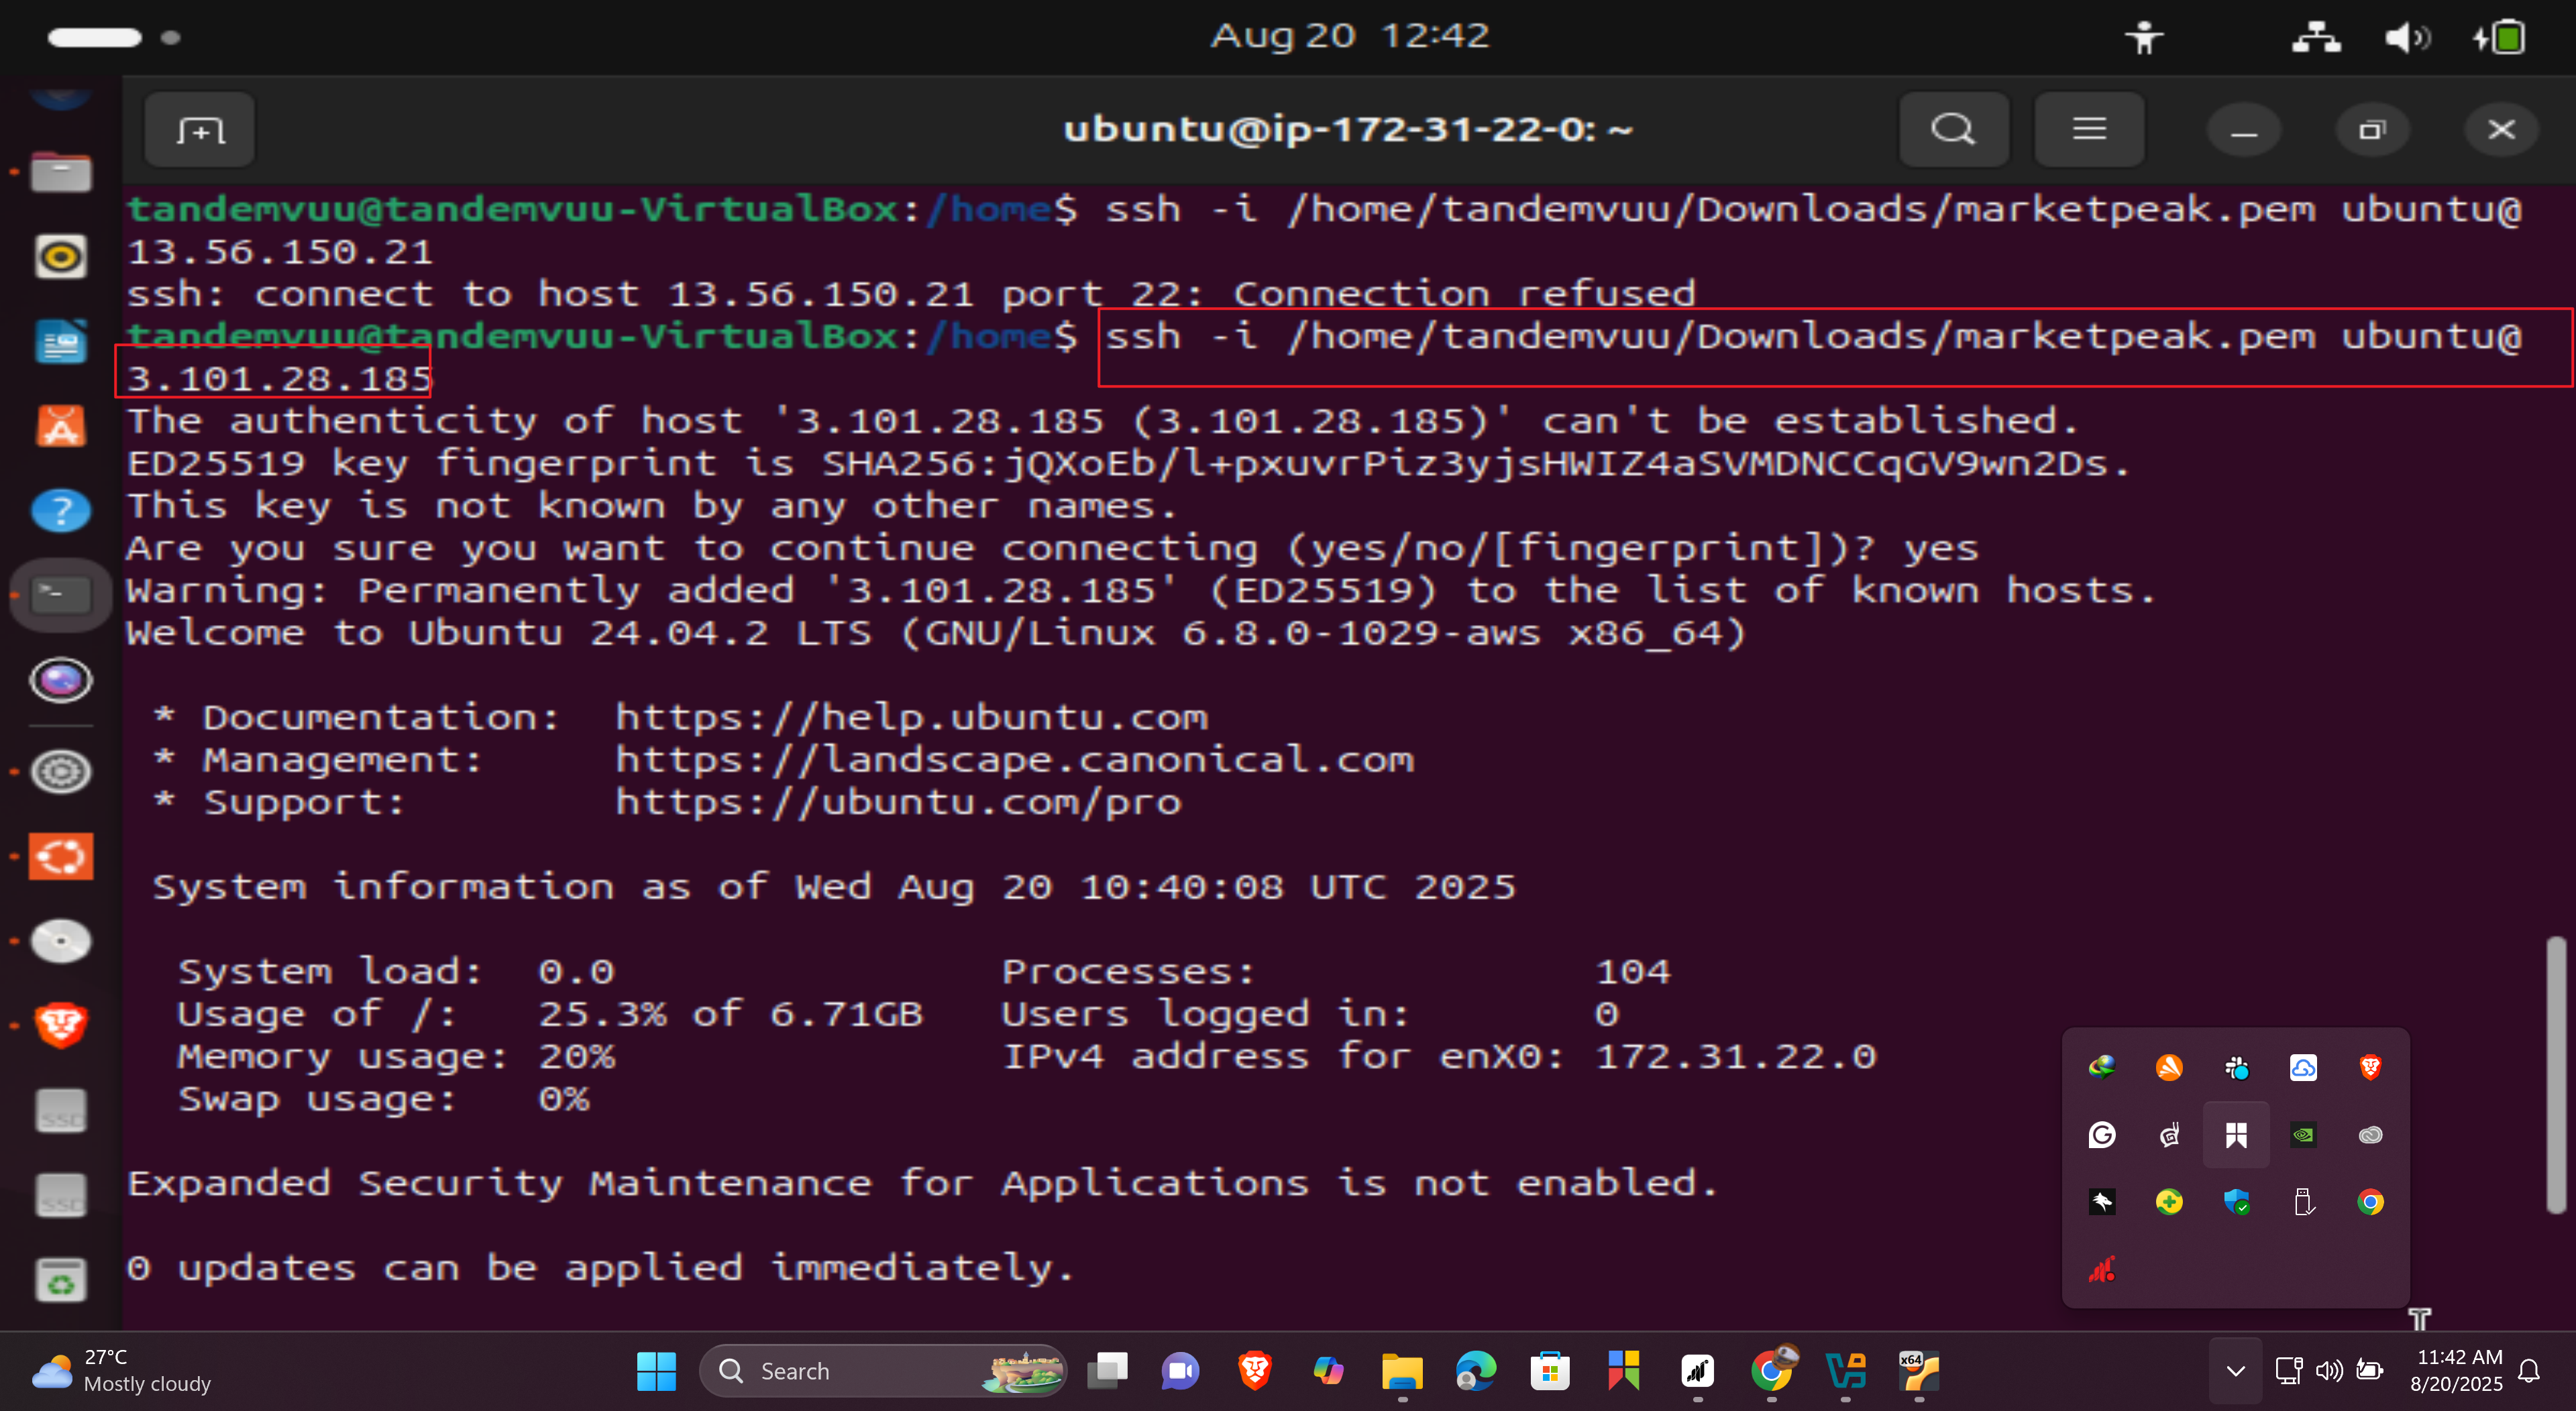 Aug 20 12:42
ubuntu@ip-172-31-22-0: ~
tandemvuu@tandemvuu-VirtualBox:/home$ ssh -i /home/tandemvuu/Downloads/marketpeak.pem ubuntu@
13.56.150.21
ssh: connect to host 13.56.150.21 port 22: Connection refused
tandemvuu@tandemvuu-VirtualBox:/home$ ssh -i /home/tandemvuu/Downloads/marketpeak.pem ubuntu@
3.101.28.185
The authenticity of host '3.101.28.185 (3.101.28.185)' can't be established.
ED25519 key fingerprint is SHA256:jQXoEb/l+pxuvrPiz3yjsHWIZ4aSVMDNCCqGV9wn2Ds.
This key is not known by any other names.
Are you sure you want to continue connecting (yes/no/[fingerprint])? yes
Warning: Permanently added '3.101.28.185' (ED25519) to the list of known hosts.
Welcome to Ubuntu 24.04.2 LTS (GNU/Linux 6.8.0-1029-aws x86_64)
* Documentation: https://help.ubuntu.com
* Management: https://landscape.canonical.com
* Support: https://ubuntu.com/pro
System information as of Wed Aug 20 10:40:08 UTC 2025
System load: 0.0 Processes: 104
Usage of /: 25.3% of 6.71GB Users logged in: 0
Memory usage: 20% IPv4 address for enX0: 172.31.22.0
Swap usage: 0%
Expanded Security Maintenance for Applications is not enabled.
0 updates can be applied immediately.
SSD
SSD
27°C
Mostly cloudy
Search
x64
11:42 AM
8/20/2025